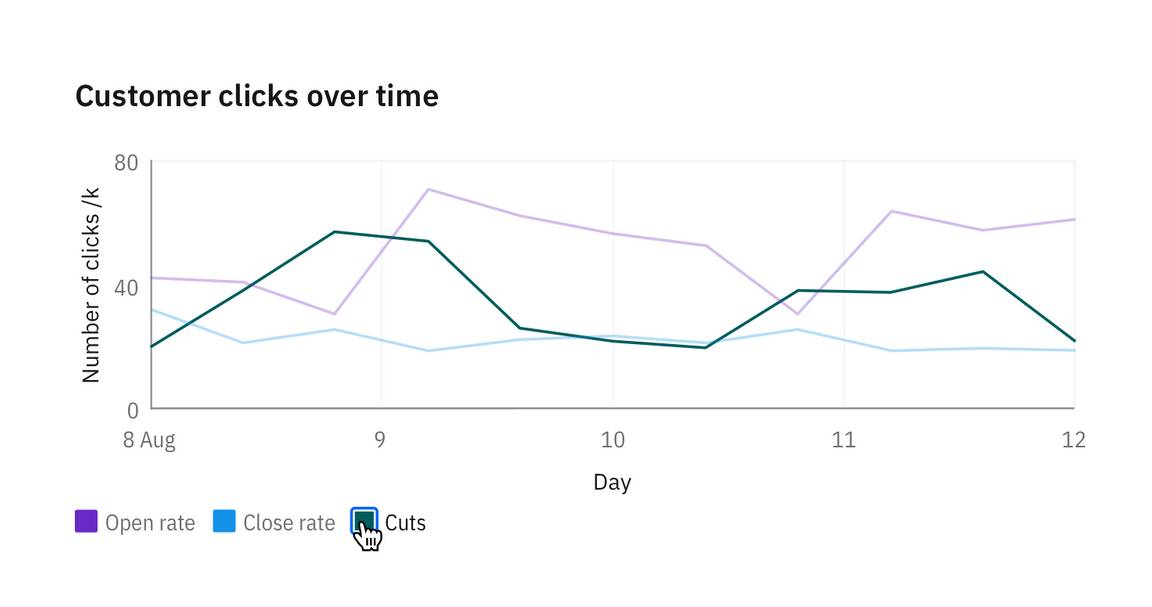 Customer clicks over time
80
40
0
Number of clicks /k
8 Aug 9 10 11 12
Day
Open rate Close rate Cuts